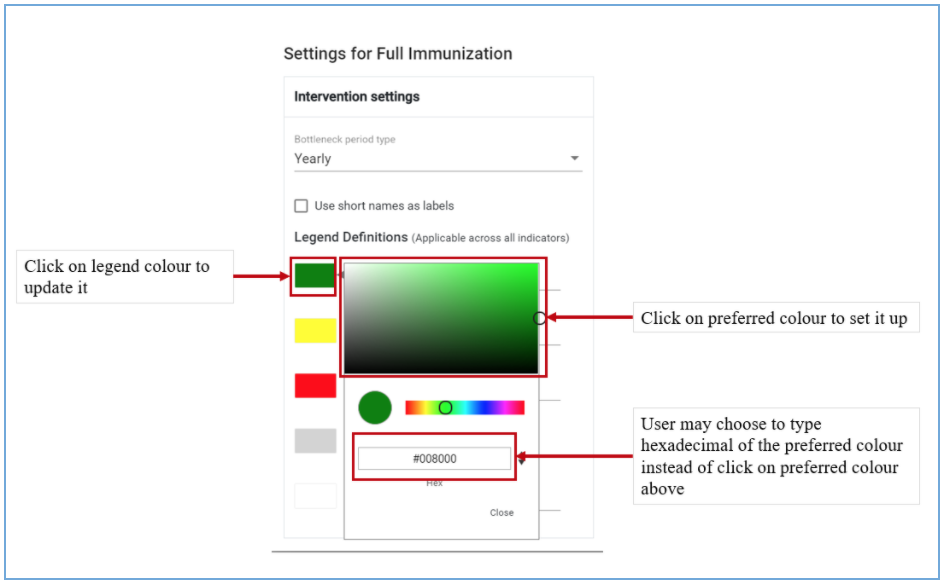 Settings for Full Immunization
Intervention settings
Bottleneck period type
Yearly
Use short names as labels
Legend Definitions (Applicable across all indicators)
Click on legend colour to
update it
Click on preferred colour to set it up
User may choose to type
hexadecimal of the preferred colour
instead of click on preferred colour
above
#008000
Hex
Close